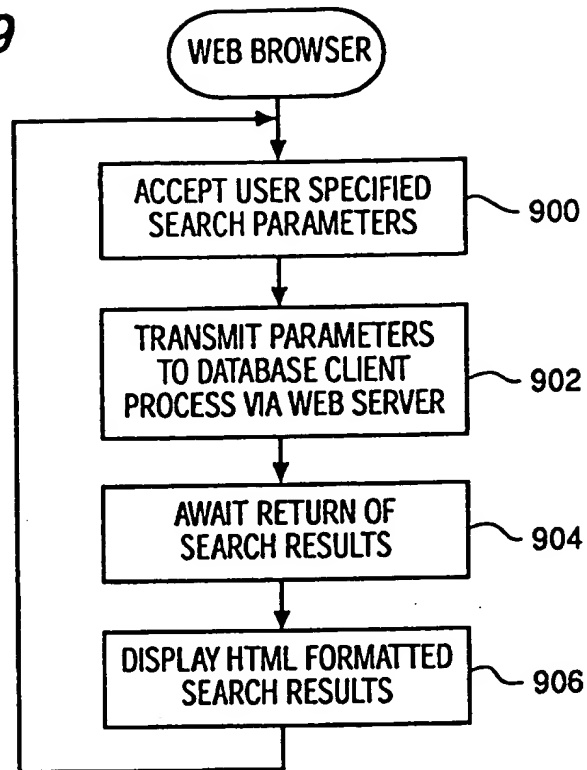 9
WEB BROWSER
ACCEPT USER SPECIFIED
SEARCH PARAMETERS
900
TRANSMIT PARAMETERS
TO DATABASE CLIENT
PROCESS VIA WEB SERVER
902
AWAIT RETURN OF
SEARCH RESULTS
904
DISPLAY HTML FORMATTED
SEARCH RESULTS
906